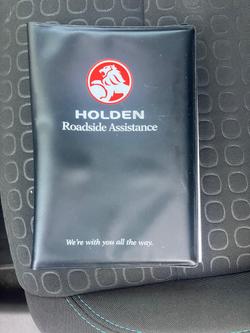 HOLDEN
Roadside Assistance
We're with you all the way.